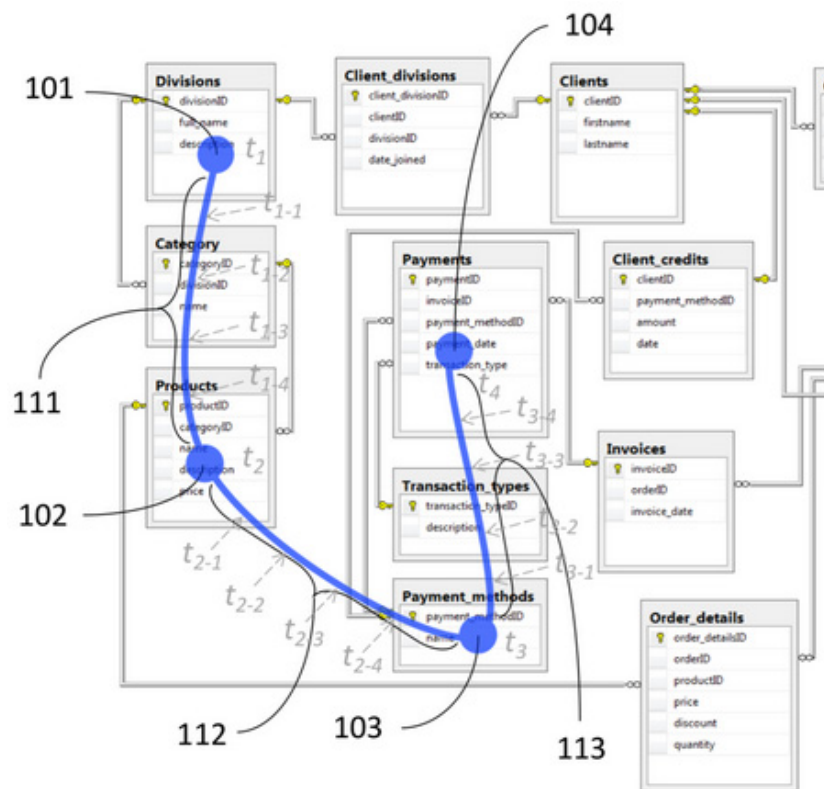 104
101
Divisions
divisionID
full_name
description
t1
Client_divisions
client_divisionID
clientID
divisionID
date_joined
Clients
clientID
firstname
lastname
t1-1
Category
categoryID
divisionID
name
t1-2
t1-3
111
Payments
paymentID
invoiceID
payment_methodID
payment_date
transaction_type
t4
Client_credits
clientID
payment_methodID
amount
date
t1-4
Products
productID
categoryID
name
description
price
t2
102
t3-4
t3-3
Transaction_types
transaction_typeID
description
t3-2
t3-1
Invoices
invoiceID
orderID
invoice_date
t2-1
t2-2
t2-3
t2-4
Payment_methods
payment_methodID
name
t3
Order_details
order_detailsID
orderID
productID
price
discount
quantity
112
103
113